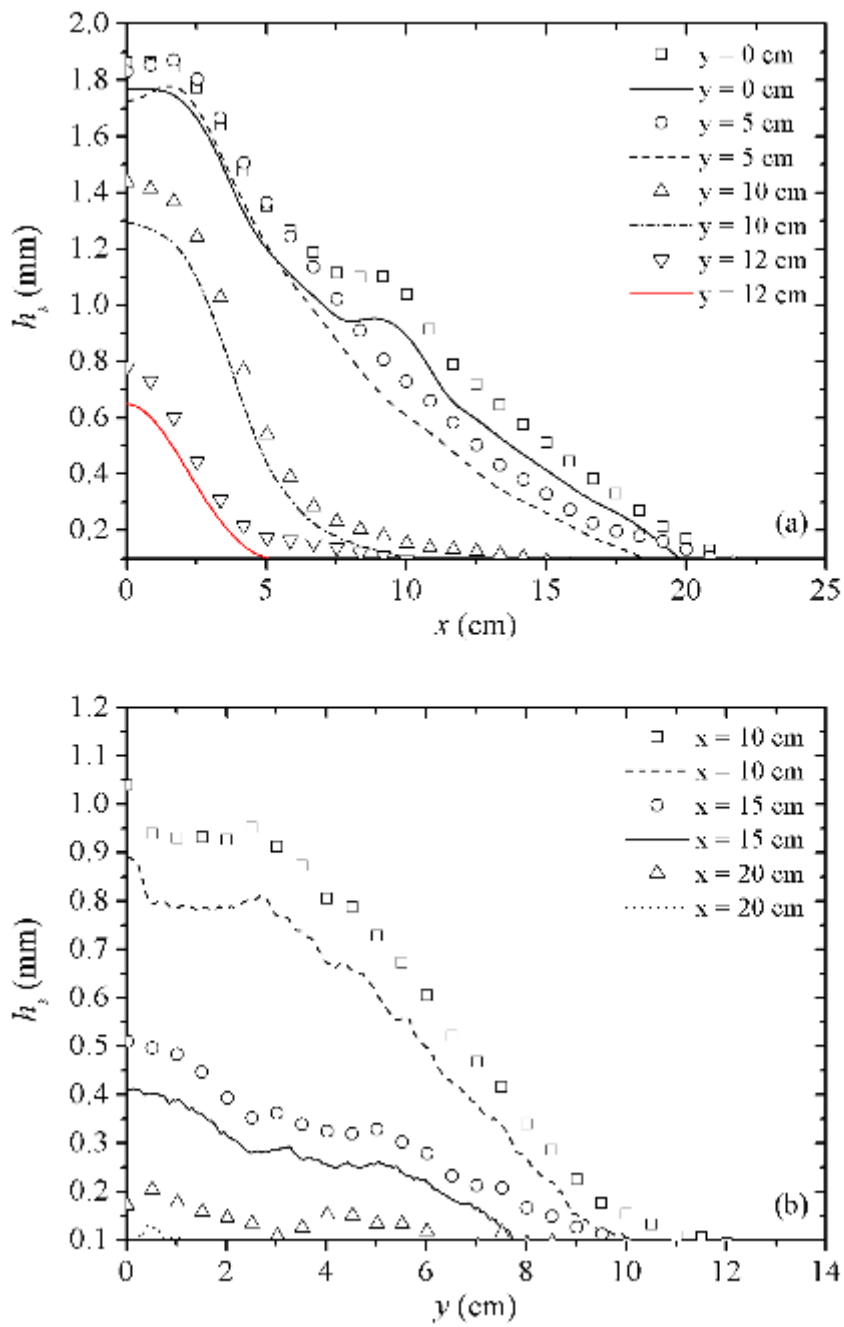 2.0
1.8
1.6
1.4
1.2
1.0
0.8
0.6
0.4
0.2
h_s (mm)
y = 0 cm
y = 0 cm
y = 5 cm
y = 5 cm
y = 10 cm
y = 10 cm
y = 12 cm
y = 12 cm
(a)
0 5 10 15 20 25
x (cm)
1.2
1.1
1.0
0.9
0.8
0.7
0.6
0.5
0.4
0.3
0.2
0.1
h_s (mm)
x = 10 cm
x = 10 cm
x = 15 cm
x = 15 cm
x = 20 cm
x = 20 cm
(b)
0 2 4 6 8 10 12 14
y (cm)